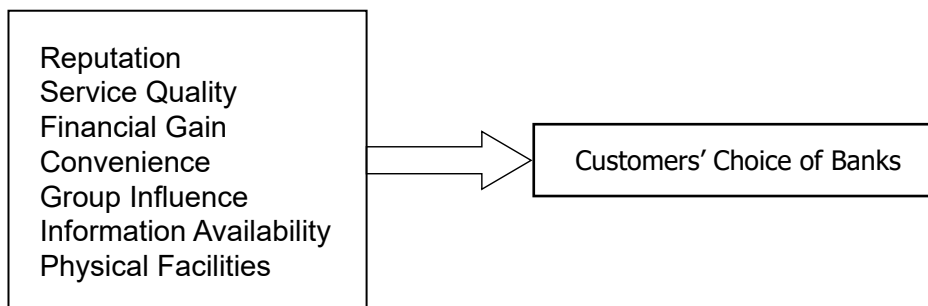 Reputation
Service Quality
Financial Gain
Convenience
Group Influence
Information Availability
Physical Facilities
Customers’ Choice of Banks